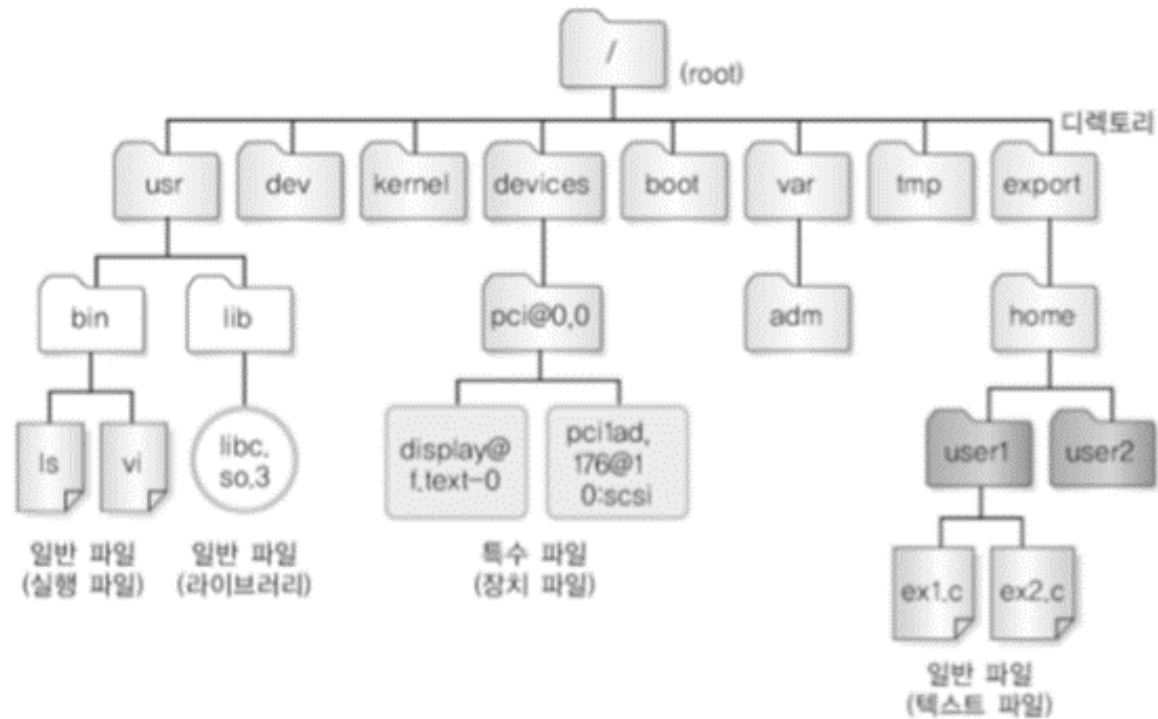 /
(root)
디렉토리
usr
dev
kernel
devices
boot
var
tmp
export
bin
lib
pci@0,0
adm
home
ls
vi
libc.
so.3
display@
f.text-0
pci1ad,
176@1
0:scsi
user1
user2
일반 파일
(실행 파일)
일반 파일
(라이브러리)
특수 파일
(장치 파일)
ex1.c
ex2.c
일반 파일
(텍스트 파일)